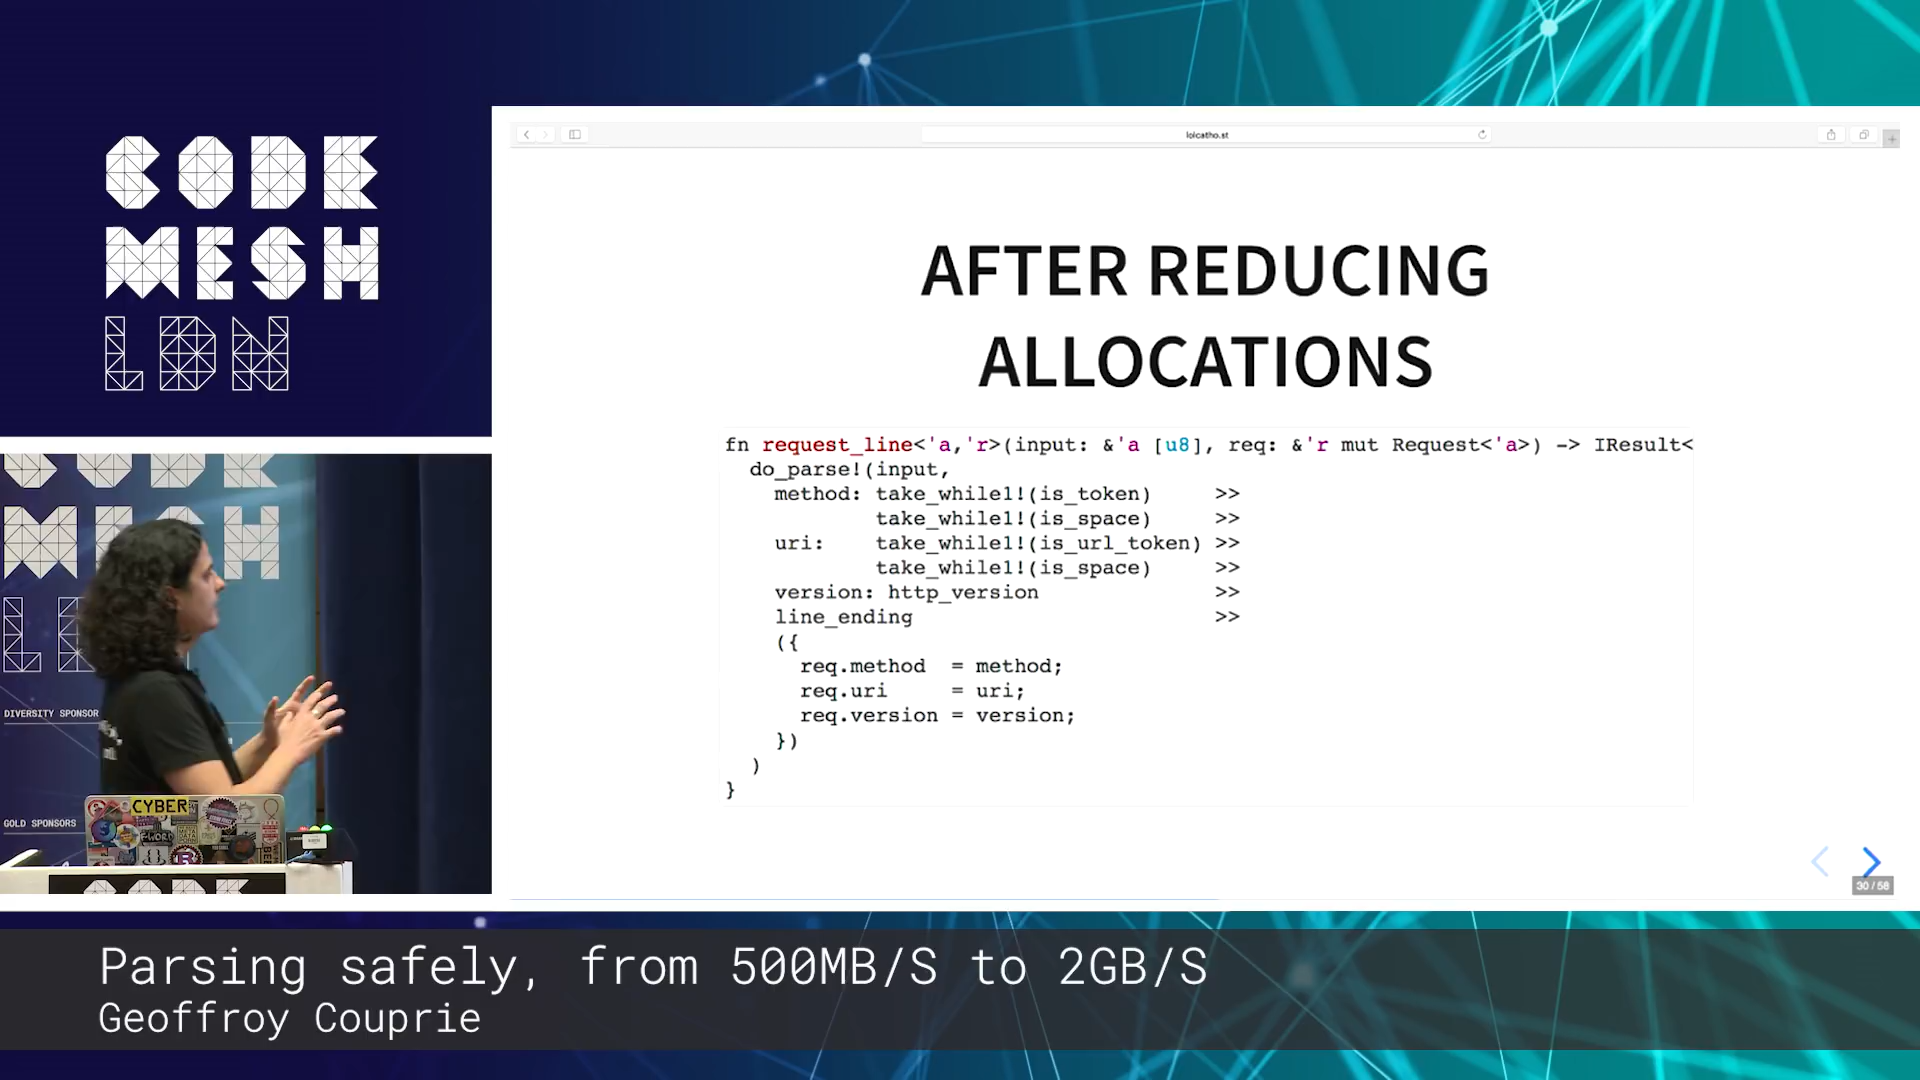 CODE
MESH
LDN
lolcatho.st
AFTER REDUCING
ALLOCATIONS
fn request_line<'a,'r>(input: &'a [u8], req: &'r mut Request<'a>) -> IResult<
do_parse!(input,
method: take_while1!(is_token) >>
take_while1!(is_space) >>
uri: take_while1!(is_url_token) >>
take_while1!(is_space) >>
version: http_version >>
line_ending >>
({
req.method = method;
req.uri = uri;
req.version = version;
})
)
}
30 / 58
DIVERSITY SPONSOR
GOLD SPONSORS
CYBER
Parsing safely, from 500MB/S to 2GB/S
Geoffroy Couprie